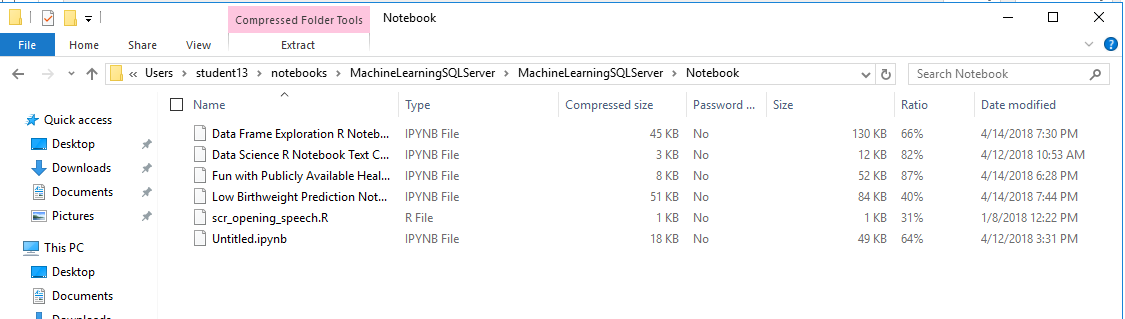 Compressed Folder Tools Notebook
File Home Share View Extract
« Users > student13 > notebooks > MachineLearningSQLServer > MachineLearningSQLServer > Notebook Search Notebook
Name Type Compressed size Password ... Size Ratio Date modified
Quick access
Desktop
Downloads
Documents
Pictures
This PC
Desktop
Documents
Downloads
Data Frame Exploration R Noteb... IPYNB File 45 KB No 130 KB 66% 4/14/2018 7:30 PM
Data Science R Notebook Text C... IPYNB File 3 KB No 12 KB 82% 4/12/2018 10:53 AM
Fun with Publicly Available Heal... IPYNB File 8 KB No 52 KB 87% 4/14/2018 6:28 PM
Low Birthweight Prediction Not... IPYNB File 51 KB No 84 KB 40% 4/14/2018 7:44 PM
scr_opening_speech.R R File 1 KB No 1 KB 31% 1/8/2018 12:22 PM
Untitled.ipynb IPYNB File 18 KB No 49 KB 64% 4/12/2018 3:31 PM